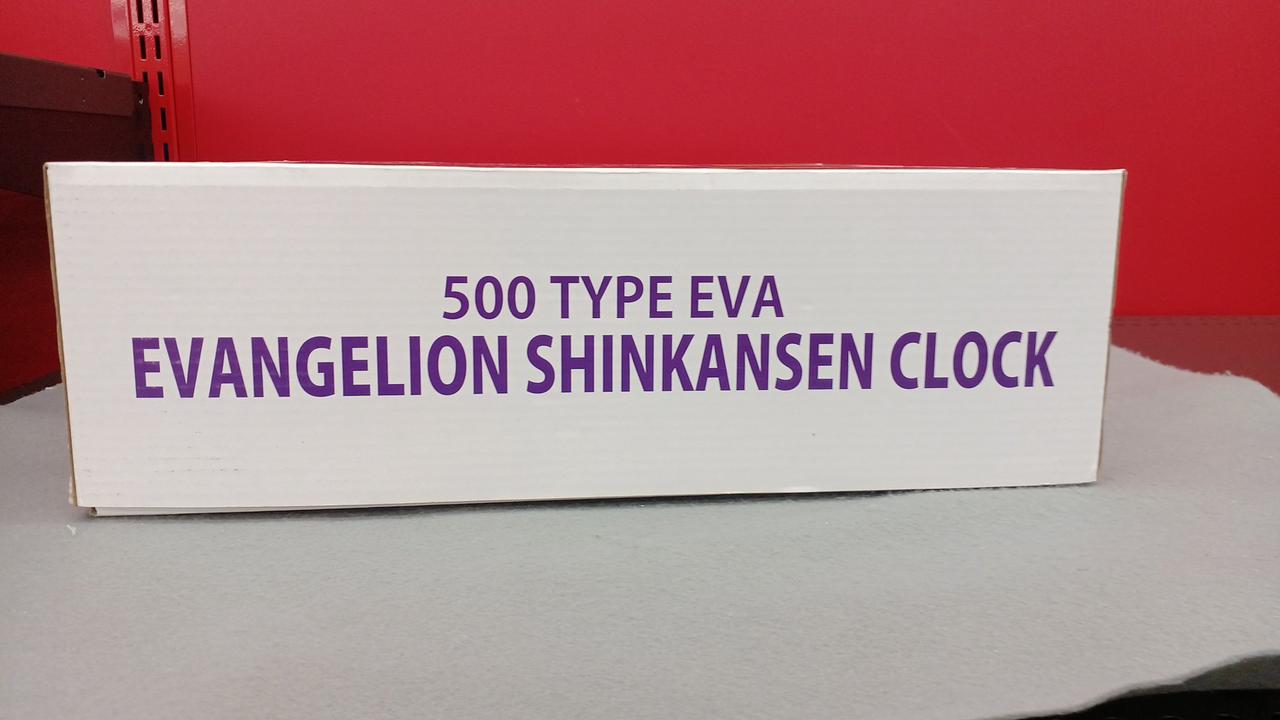 500 TYPE EVA
EVANGELION SHINKANSEN CLOCK